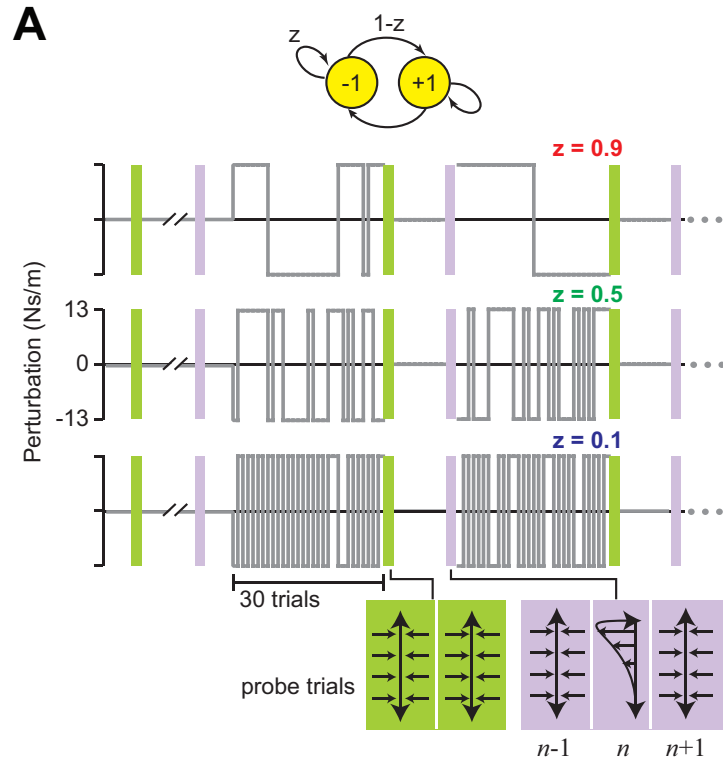 A
z
1-z
-1
+1
z = 0.9
z = 0.5
Perturbation (Ns/m)
13
0
-13
z = 0.1
30 trials
probe trials
n-1
n
n+1